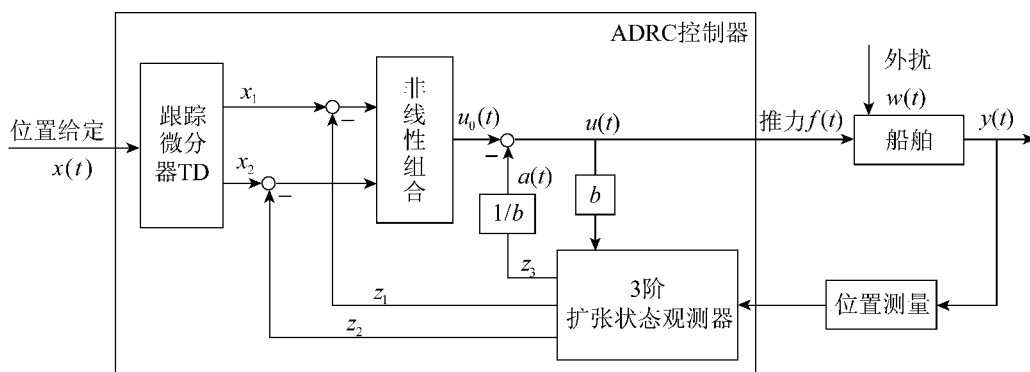 ADRC控制器
位置给定
x(t)
跟踪
微分
器TD
x₁
x₂
−
−
非
线
性
组
合
u₀(t)
−
a(t)
1/b
u(t)
b
推力f(t)
外扰
w(t)
船舶
y(t)
z₃
z₁
z₂
3阶
扩张状态观测器
位置测量